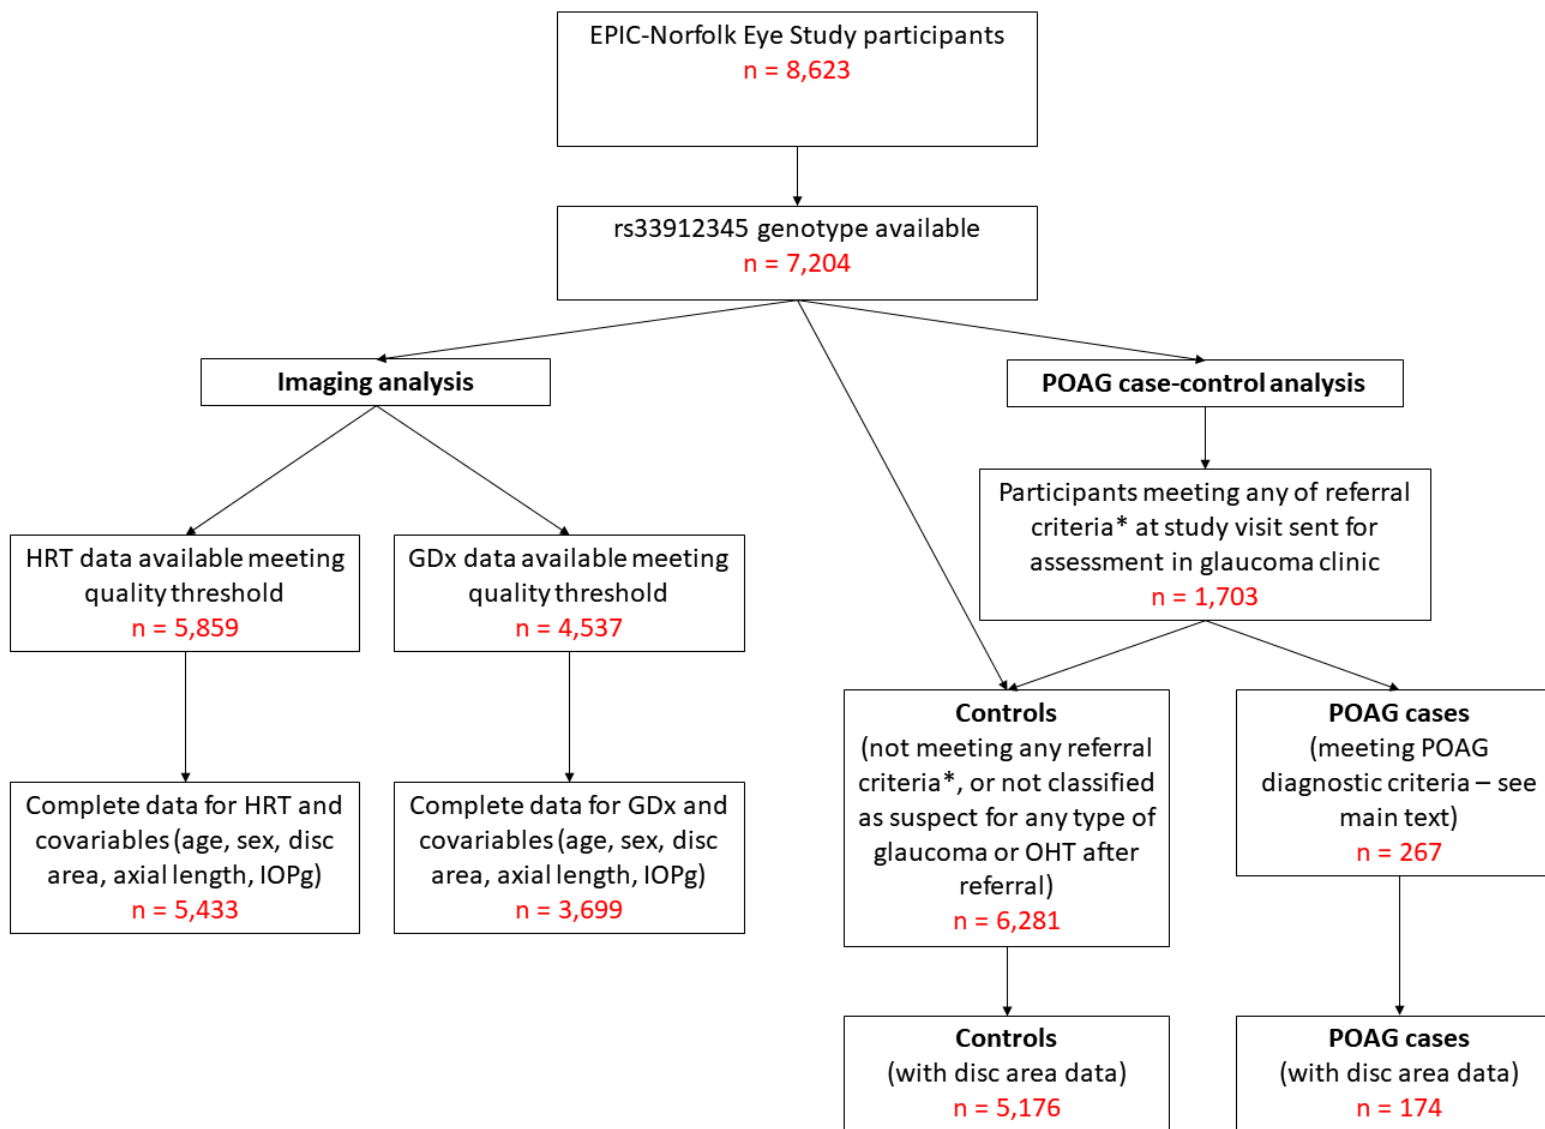 EPIC-Norfolk Eye Study participants
n = 8,623
rs33912345 genotype available
n = 7,204
Imaging analysis
POAG case-control analysis
Participants meeting any of referral
criteria* at study visit sent for
assessment in glaucoma clinic
n = 1,703
HRT data available meeting
quality threshold
n = 5,859
GDx data available meeting
quality threshold
n = 4,537
Controls
(not meeting any referral
criteria*, or not classified
as suspect for any type of
glaucoma or OHT after
referral)
n = 6,281
POAG cases
(meeting POAG
diagnostic criteria – see
main text)
n = 267
Complete data for HRT and
covariables (age, sex, disc
area, axial length, IOPg)
n = 5,433
Complete data for GDx and
covariables (age, sex, disc
area, axial length, IOPg)
n = 3,699
Controls
(with disc area data)
n = 5,176
POAG cases
(with disc area data)
n = 174